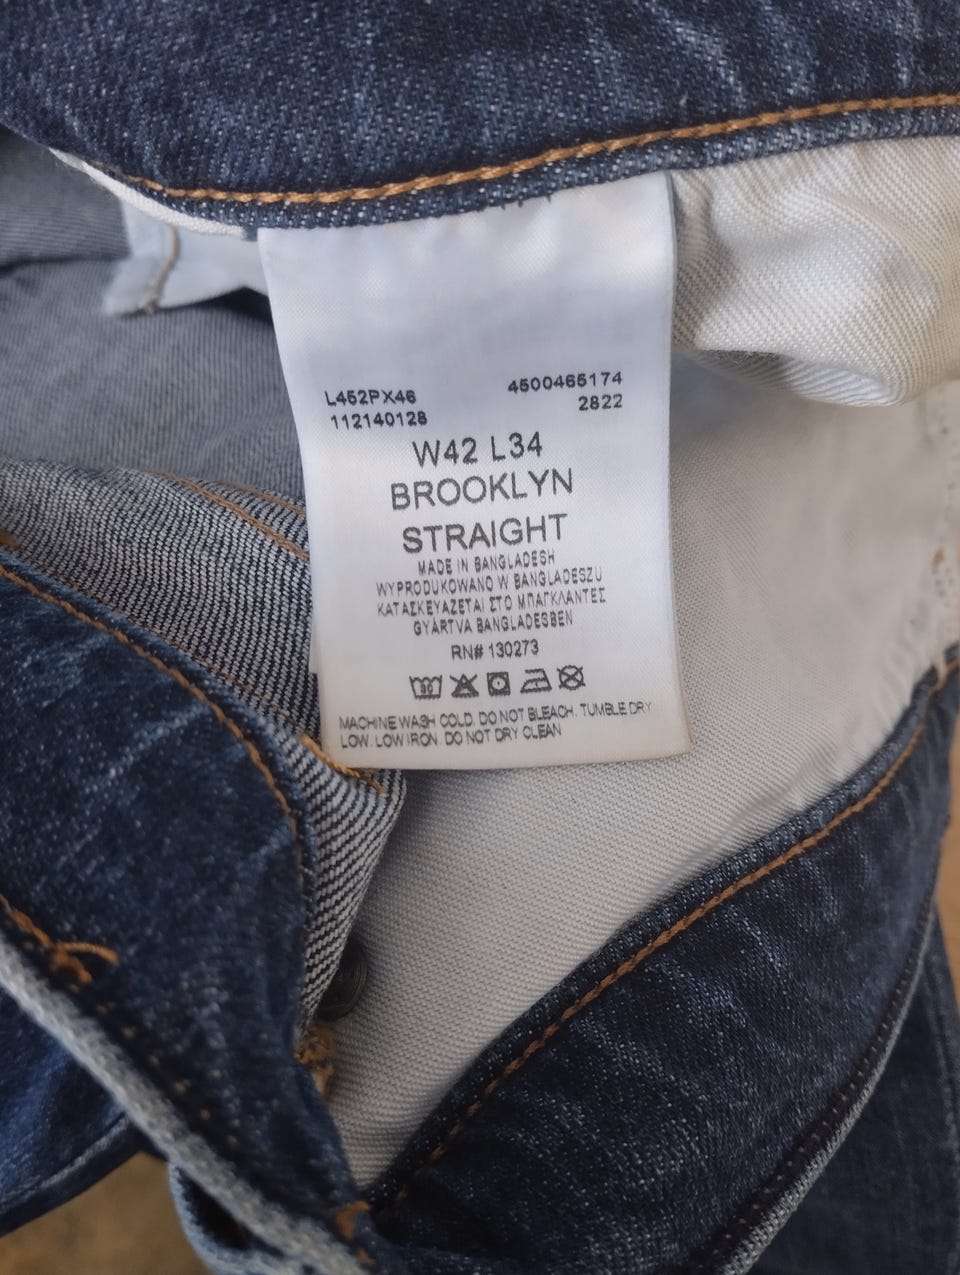 L452PX46 4500465174
112140128 2822
W42 L34
BROOKLYN
STRAIGHT
MADE IN BANGLADESH
WYPRODUKOWANO W BANGLADESZU
ΚΑΤΑΣΚΕΥΑΖΕΤΑΙ ΣΤΟ ΜΠΑΓΚΛΑΝΤΕΣ
GYÁRTVA BANGLADESBEN
RN# 130273
30
MACHINE WASH COLD. DO NOT BLEACH. TUMBLE DRY
LOW. LOW IRON. DO NOT DRY CLEAN